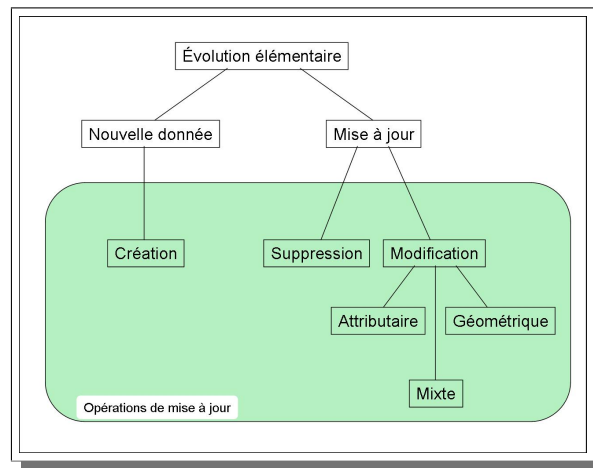 Évolution élémentaire
Nouvelle donnée
Mise à jour
Création
Suppression
Modification
Attributaire
Géométrique
Mixte
Opérations de mise à jour